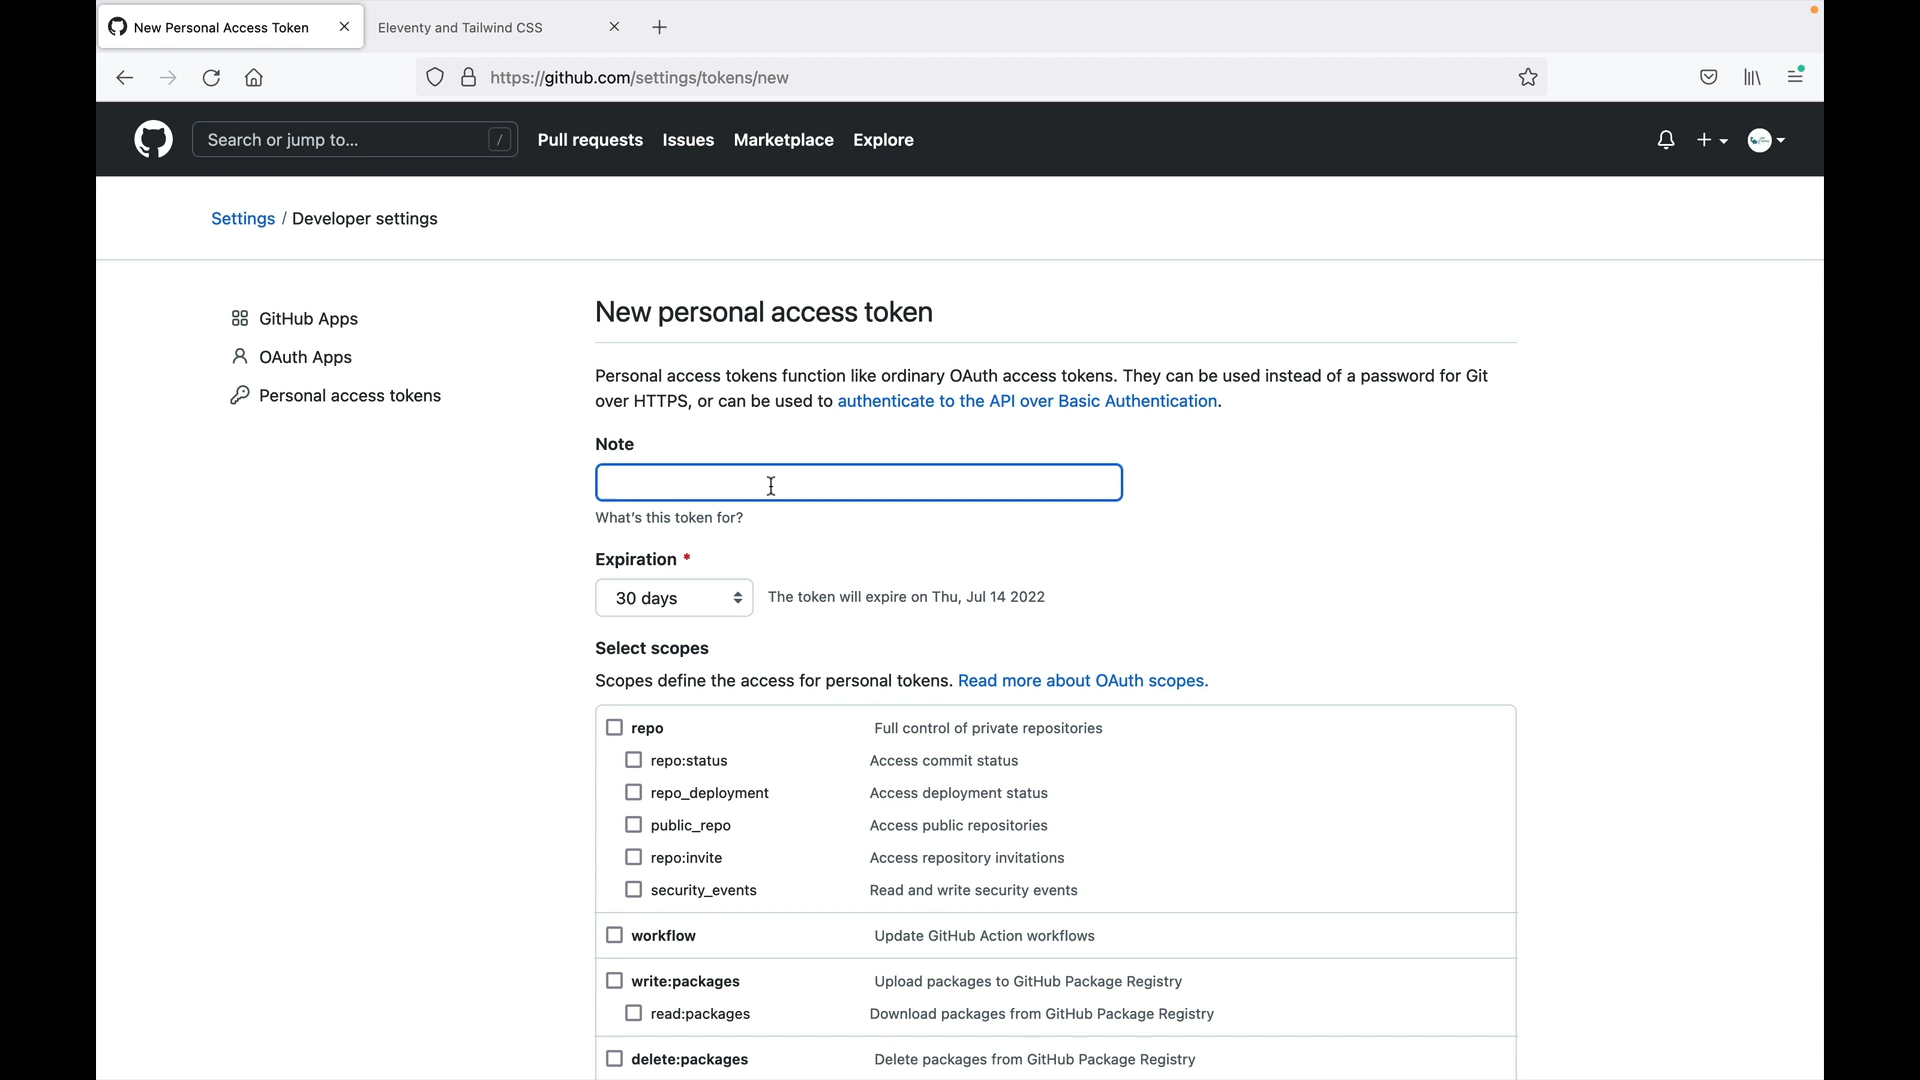 New Personal Access Token
Eleventy and Tailwind CSS
https://github.com/settings/tokens/new
Search or jump to...
/
Pull requests
Issues
Marketplace
Explore
Settings / Developer settings
GitHub Apps
OAuth Apps
Personal access tokens
New personal access token
Personal access tokens function like ordinary OAuth access tokens. They can be used instead of a password for Git
over HTTPS, or can be used to authenticate to the API over Basic Authentication.
Note
What's this token for?
Expiration *
30 days
The token will expire on Thu, Jul 14 2022
Select scopes
Scopes define the access for personal tokens. Read more about OAuth scopes.
repo Full control of private repositories
repo:status Access commit status
repo_deployment Access deployment status
public_repo Access public repositories
repo:invite Access repository invitations
security_events Read and write security events
workflow Update GitHub Action workflows
write:packages Upload packages to GitHub Package Registry
read:packages Download packages from GitHub Package Registry
delete:packages Delete packages from GitHub Package Registry